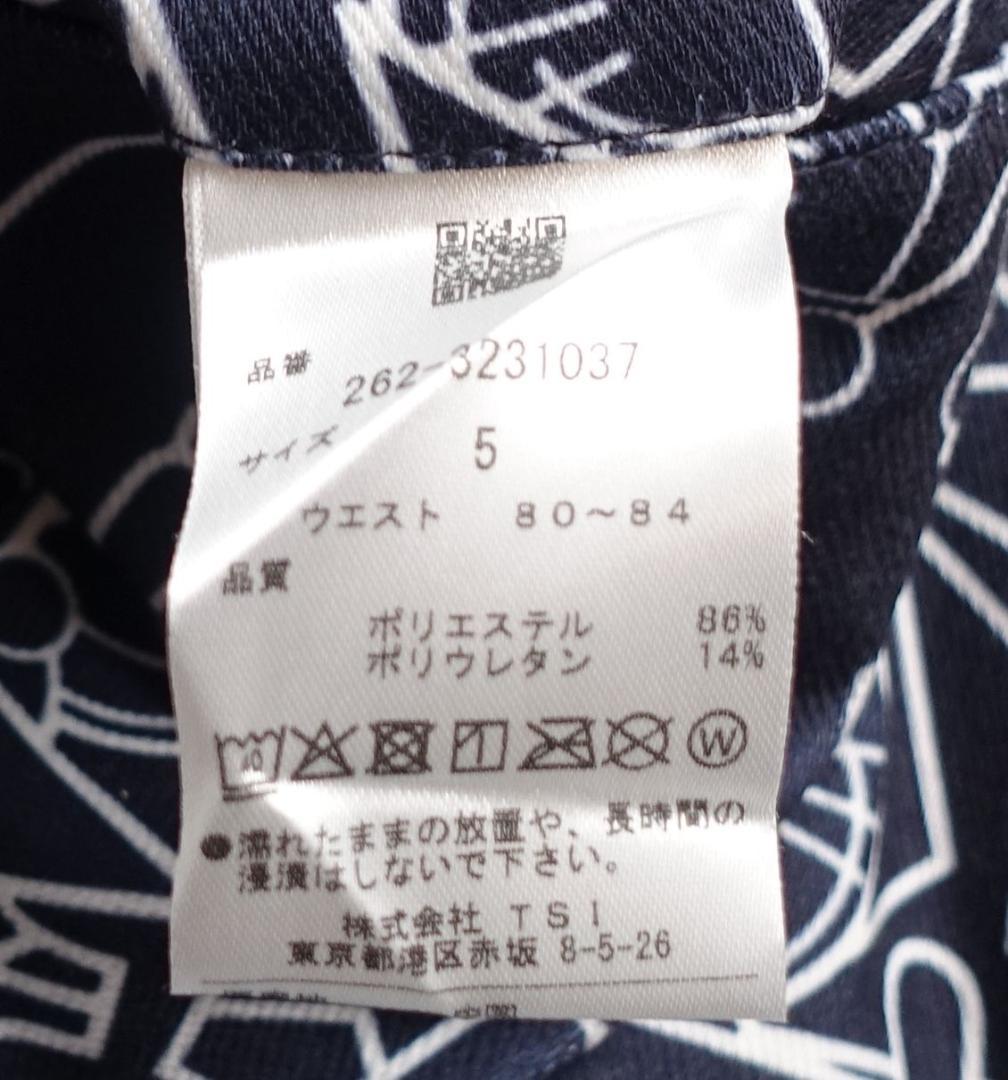 品番 262-3231037
サイズ 5
ウエスト 80～84
品質
ポリエステル 86%
ポリウレタン 14%
40
W
●濡れたままの放置や、長時間の
浸漬はしないで下さい。
株式会社 TSI
東京都港区赤坂 8-5-26